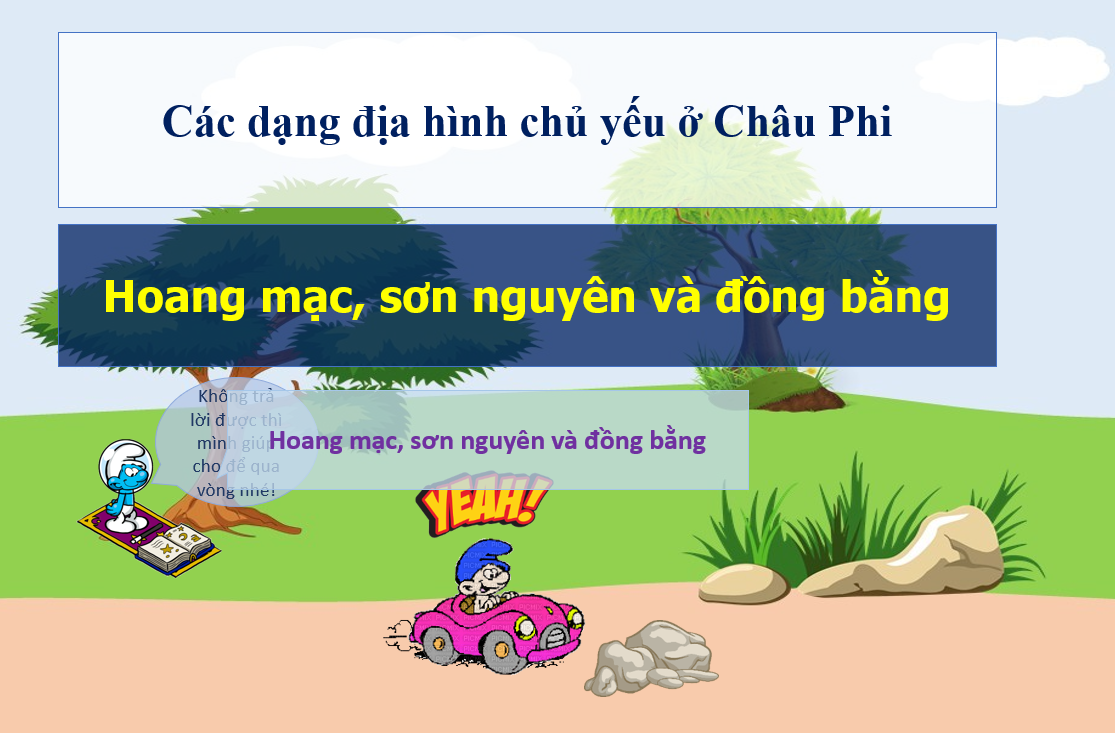 Các dạng địa hình chủ yếu ở Châu Phi
Hoang mạc, sơn nguyên và đồng bằng
Không trả
lời được thì
mình giúp
cho để qua
vòng nhé!
Hoang mạc, sơn nguyên và đồng bằng
YEAH!